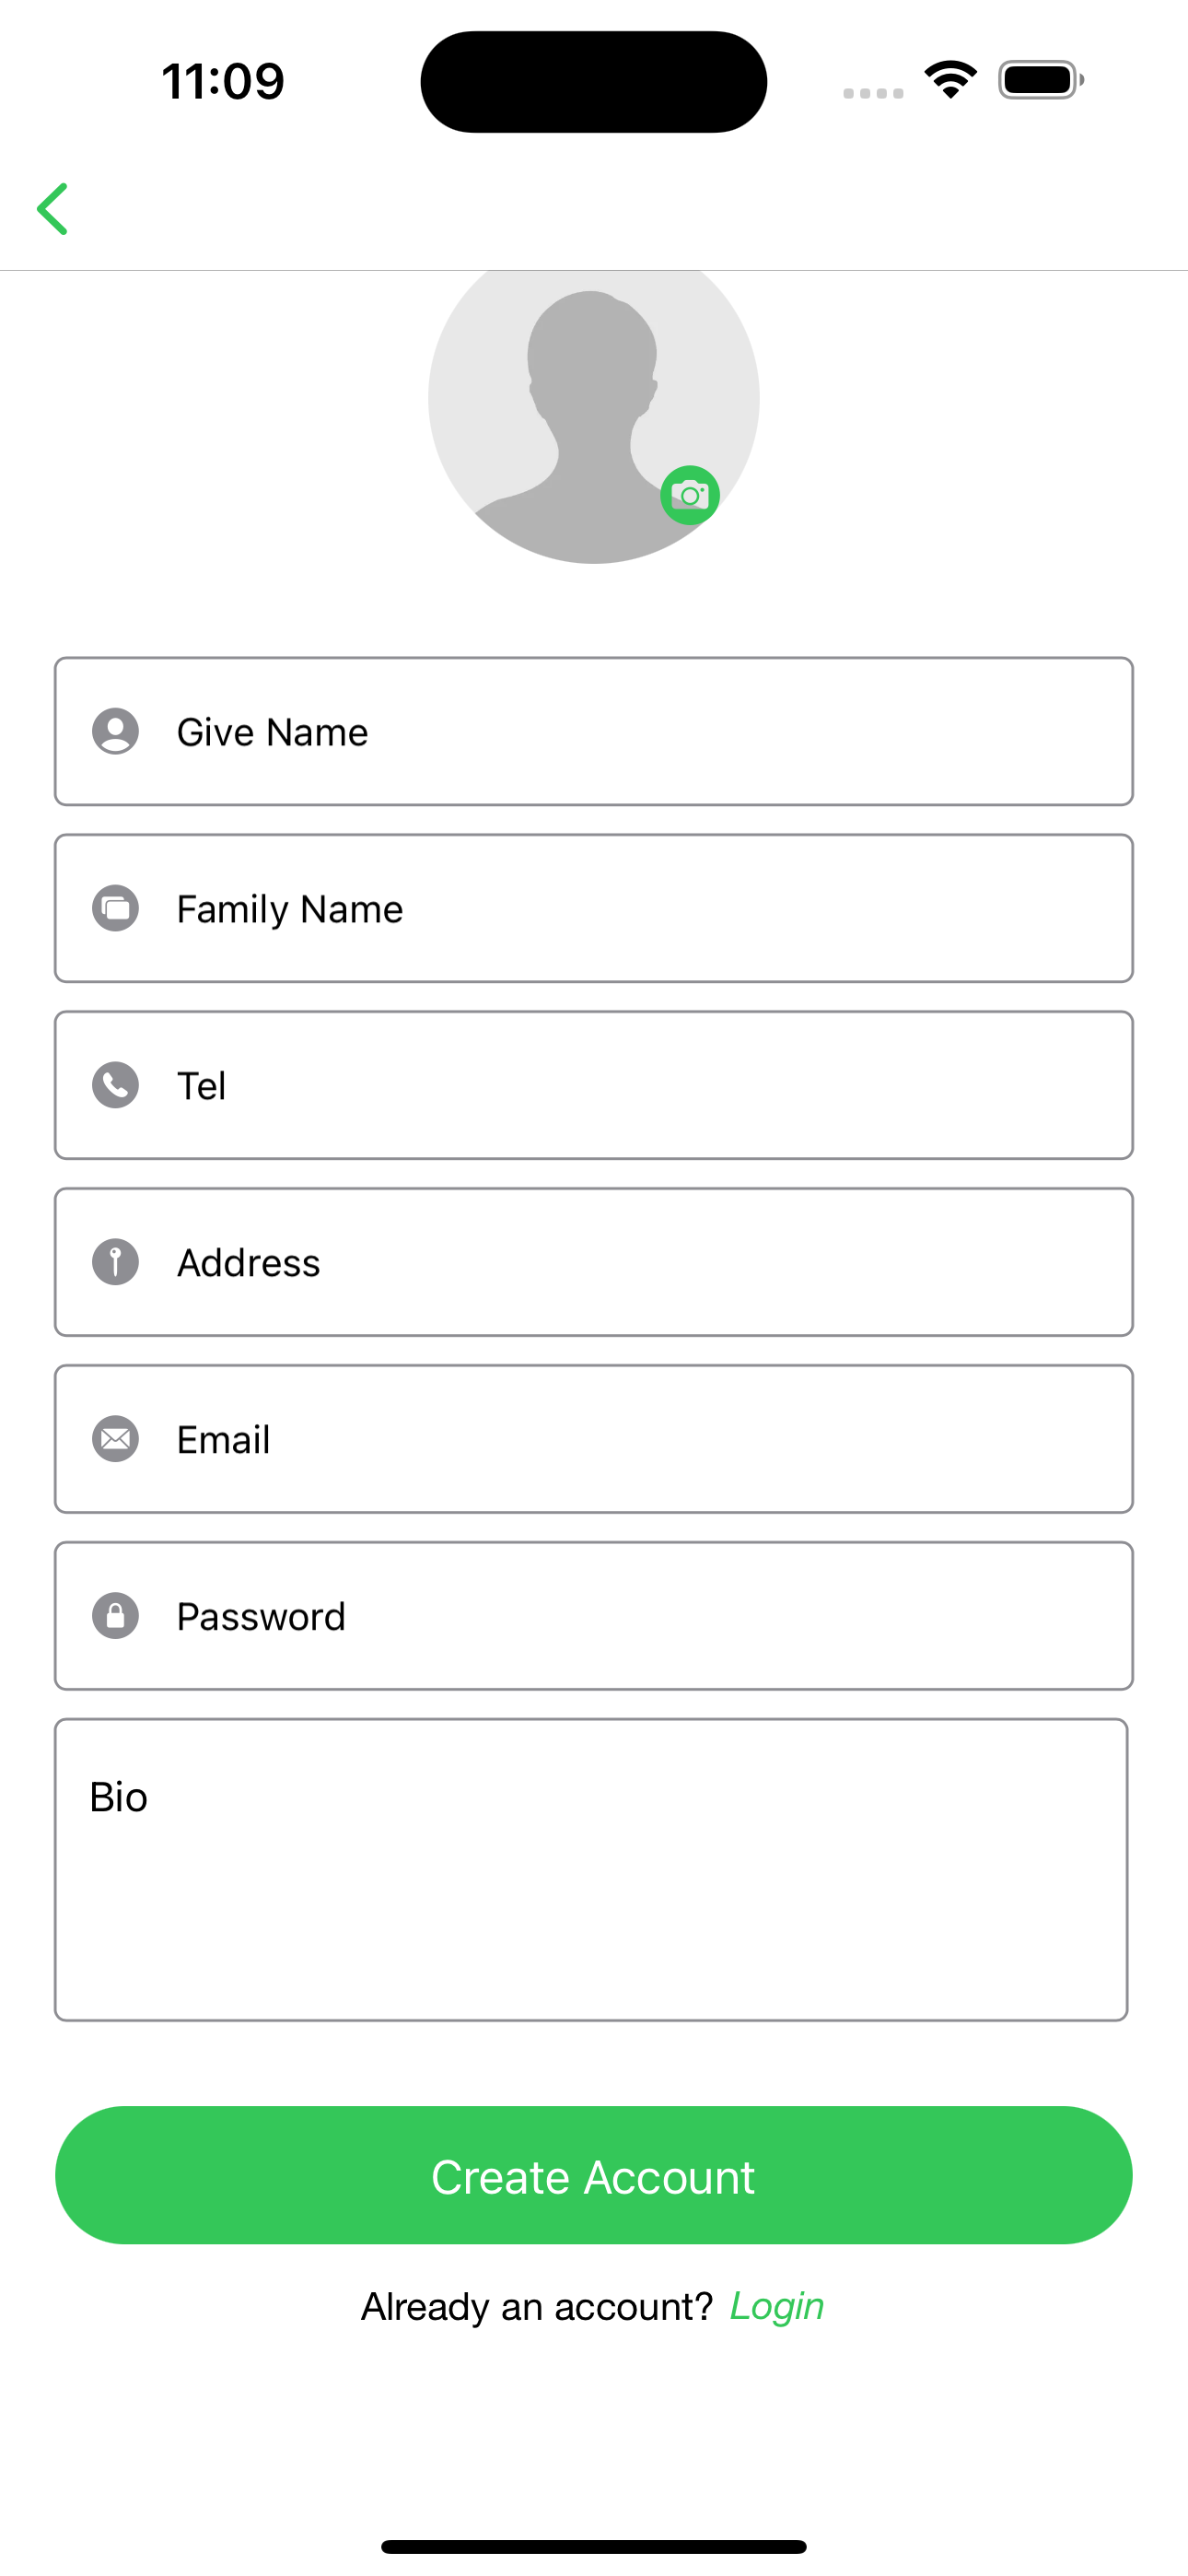 11:09
Give Name
Family Name
Tel
Address
Email
Password
Bio
Create Account
Already an account? Login